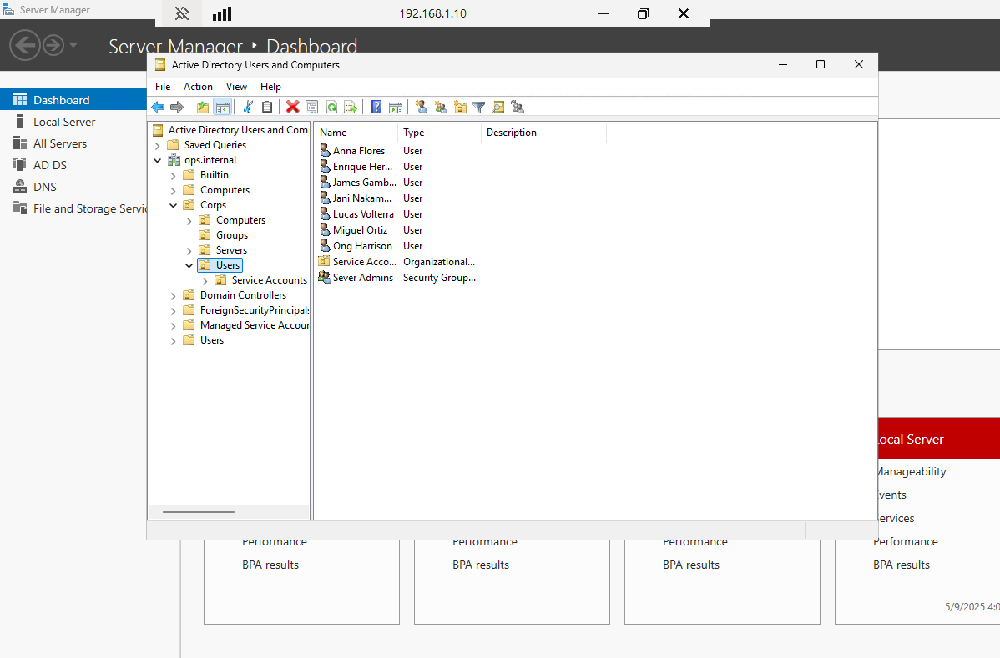 Server Manager
192.168.1.10
Server Manager ‣ Dashboard
Active Directory Users and Computers
File Action View Help
Dashboard
Local Server
All Servers
AD DS
DNS
File and Storage Servic
Active Directory Users and Com
Saved Queries
ops.internal
Builtin
Computers
Corps
Computers
Groups
Servers
Users
Service Accounts
Domain Controllers
ForeignSecurityPrincipals
Managed Service Accour
Users
Name Type Description
Anna Flores User
Enrique Her... User
James Gamb... User
Jani Nakam... User
Lucas Volterra User
Miguel Ortiz User
Ong Harrison User
Service Acco... Organizational...
Sever Admins Security Group...
Performance
BPA results
Performance
BPA results
Performance
BPA results
ocal Server
Manageability
vents
ervices
Performance
BPA results
5/9/2025 4:0